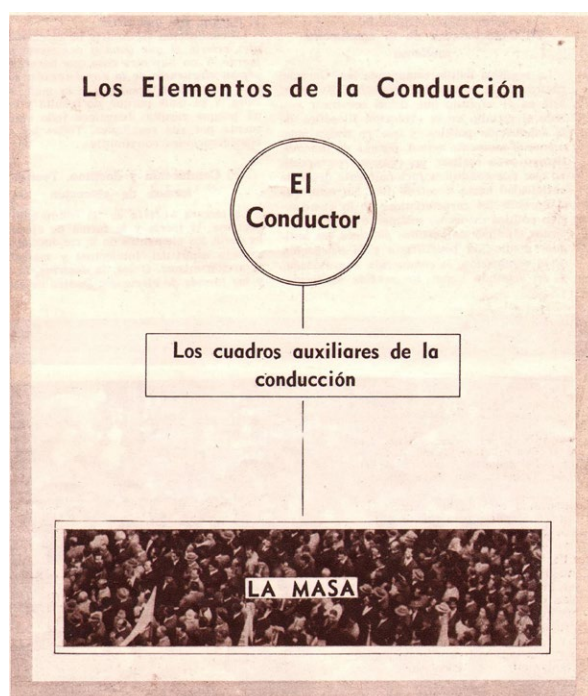 Los Elementos de la Conducción
El
Conductor
Los cuadros auxiliares de la
conducción
LA MASA